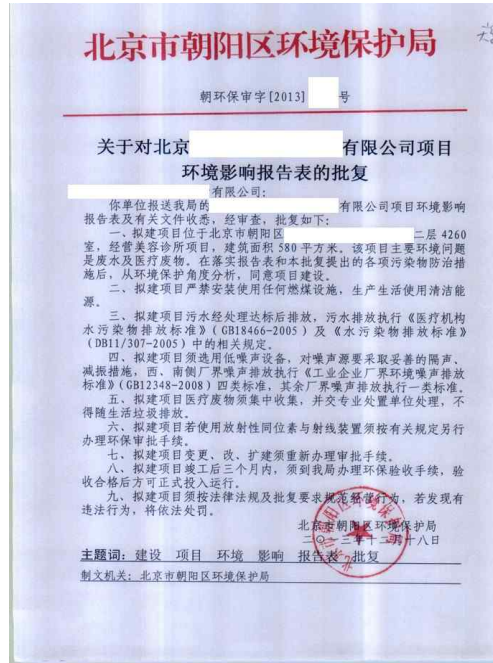 北京市朝阳区环境保护局
朝环保审字[2013] 号
关于对北京 有限公司项目
环境影响报告表的批复
有限公司:
你单位报送我局的 有限公司项目环境影响
报告表及有关文件收悉,经审查,批复如下:
一、拟建项目位于北京市朝阳区 二层 4260
室,经营美容诊所项目,建筑面积 580 平方米。该项目主要环境问题
是废水及医疗废物。在落实报告表和本批复提出的各项污染物防治措
施后,从环境保护角度分析,同意项目建设。
二、拟建项目严禁安装使用任何燃煤设施,生产生活使用清洁能
源。
三、拟建项目污水经处理达标后排放,污水排放执行《医疗机构
水污染物排放标准》(GB18466-2005)及《水污染物排放标准》
(DB11/307-2005)中的相关规定。
四、拟建项目须选用低噪声设备,对噪声源要采取妥善的隔声、
减振措施,西、南侧厂界噪声排放执行《工业企业厂界环境噪声排放
标准》(GB12348-2008)四类标准,其余厂界噪声排放执行一类标准。
五、拟建项目医疗废物须集中收集,并交专业处置单位处理,不
得随生活垃圾排放。
六、拟建项目若使用放射性同位素与射线装置须按有关规定另行
办理环保审批手续。
七、拟建项目变更、改、扩建须重新办理审批手续。
八、拟建项目竣工后三个月内,须到我局办理环保验收手续,验
收合格后方可正式投入运行。
九、拟建项目须按法律法规及批复要求规范经营行为,若发现有
违法行为,将依法处罚。
北京市朝阳区环境保护局
二〇一三年十二月十八日
主题词:建设 项目 环境 影响 报告表 批复
制文机关:北京市朝阳区环境保护局